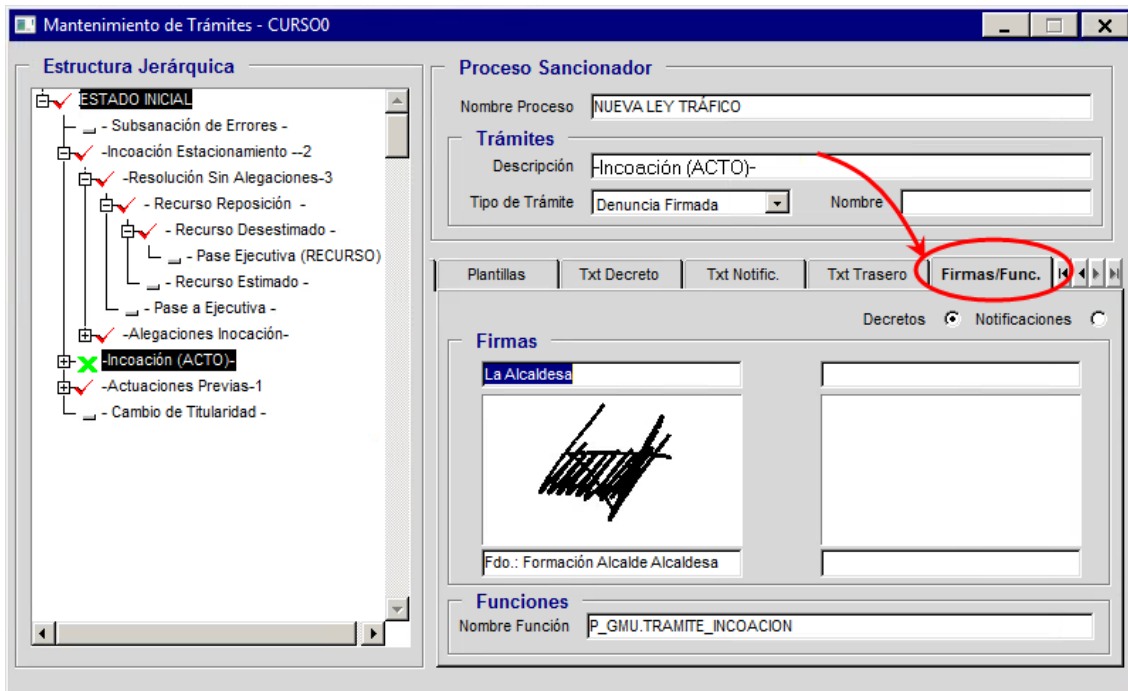 Mantenimiento de Trámites - CURSO0
Estructura Jerárquica
ESTADO INICIAL
- Subsanación de Errores -
-Incoación Estacionamiento --2
-Resolución Sin Alegaciones-3
- Recurso Reposición -
- Recurso Desestimado -
- Pase Ejecutiva (RECURSO)
- Recurso Estimado -
- Pase a Ejecutiva -
-Alegaciones Inocación-
-Incoación (ACTO)-
-Actuaciones Previas-1
- Cambio de Titularidad -
Proceso Sancionador
Nombre Proceso NUEVA LEY TRÁFICO
Trámites
Descripción -Incoación (ACTO)-
Tipo de Trámite Denuncia Firmada Nombre
Plantillas Txt Decreto Txt Notific. Txt Trasero Firmas/Func.
Decretos Notificaciones
Firmas
La Alcaldesa
Fdo.: Formación Alcalde Alcaldesa
Funciones
Nombre Función P_GMU.TRAMITE_INCOACION